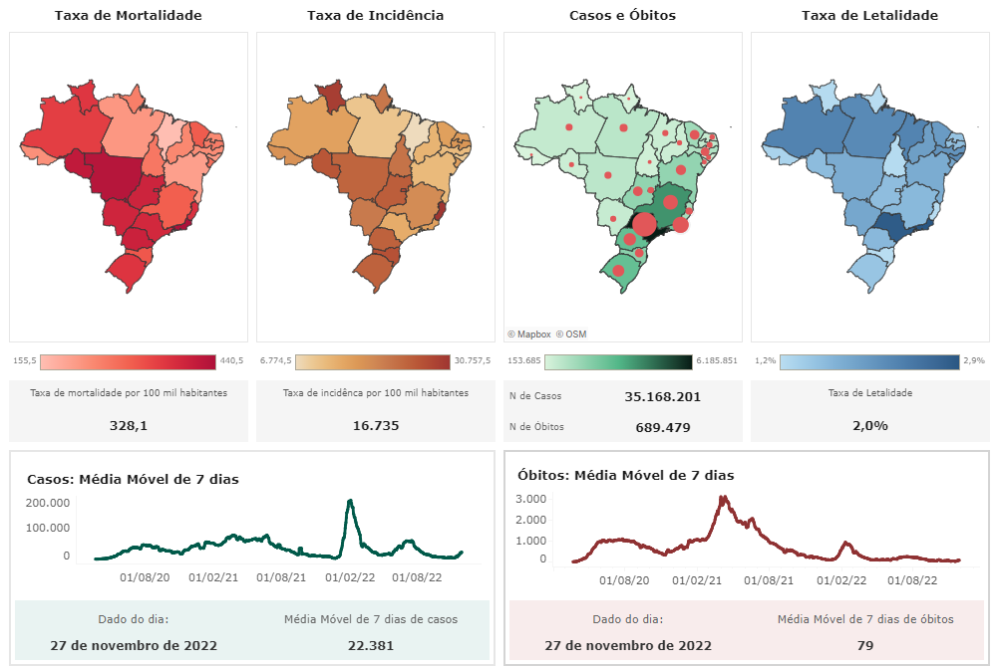 Taxa de Mortalidade
Taxa de Incidência
Casos e Óbitos
Taxa de Letalidade
© Mapbox © OSM
155,5
440,5
6.774,5
30.757,5
153.685
6.185.851
1,2%
2,9%
Taxa de mortalidade por 100 mil habitantes
328,1
Taxa de incidênca por 100 mil habitantes
16.735
N de Casos
35.168.201
N de Óbitos
689.479
Taxa de Letalidade
2,0%
Casos: Média Móvel de 7 dias
200.000
100.000
0
01/08/20
01/02/21
01/08/21
01/02/22
01/08/22
Dado do dia:
27 de novembro de 2022
Média Móvel de 7 dias de casos
22.381
Óbitos: Média Móvel de 7 dias
3.000
2.000
1.000
0
01/08/20
01/02/21
01/08/21
01/02/22
01/08/22
Dado do dia:
27 de novembro de 2022
Média Móvel de 7 dias de óbitos
79